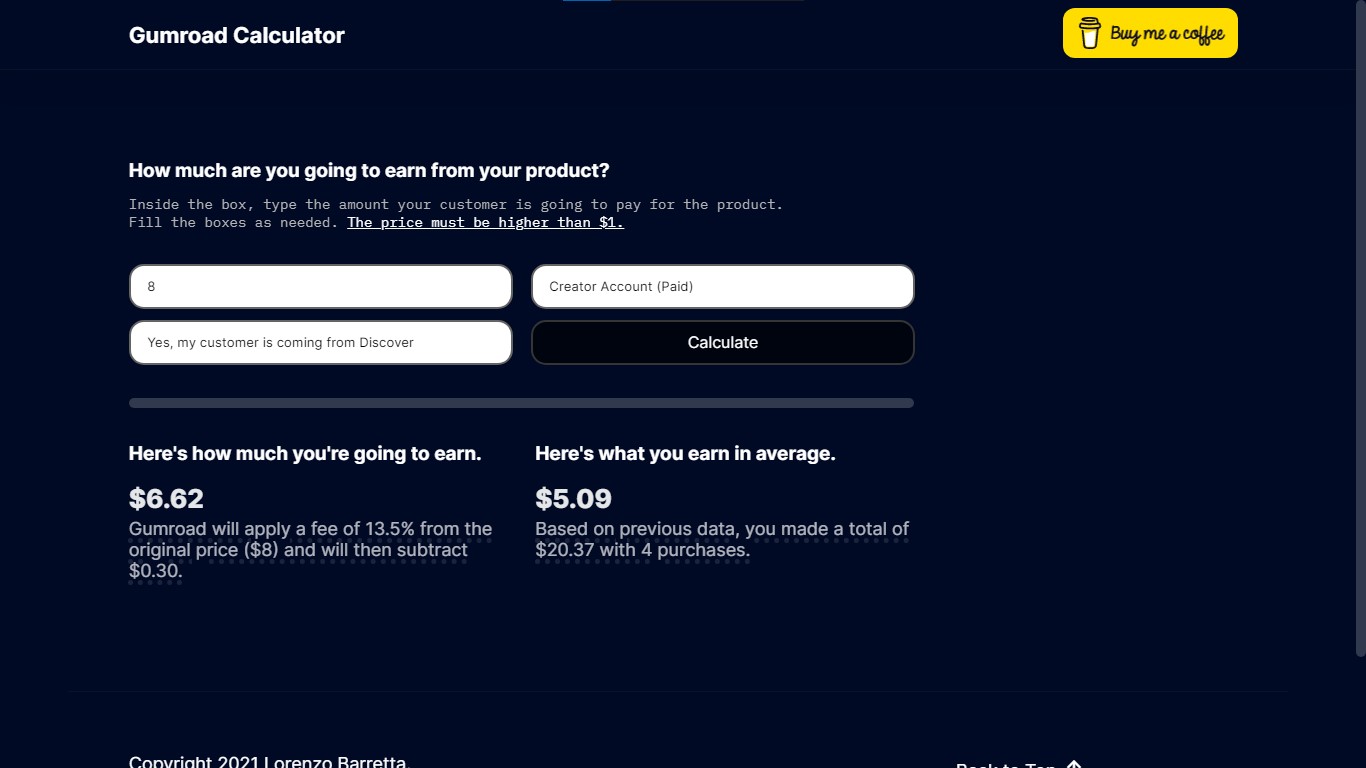 Gumroad Calculator
Buy me a coffee
How much are you going to earn from your product?
Inside the box, type the amount your customer is going to pay for the product.
Fill the boxes as needed. The price must be higher than $1.
8
Creator Account (Paid)
Yes, my customer is coming from Discover
Calculate
Here's how much you're going to earn.
$6.62
Gumroad will apply a fee of 13.5% from the
original price ($8) and will then subtract
$0.30.
Here's what you earn in average.
$5.09
Based on previous data, you made a total of
$20.37 with 4 purchases.
Copyright 2021 Lorenzo Barretta.
Back to Top